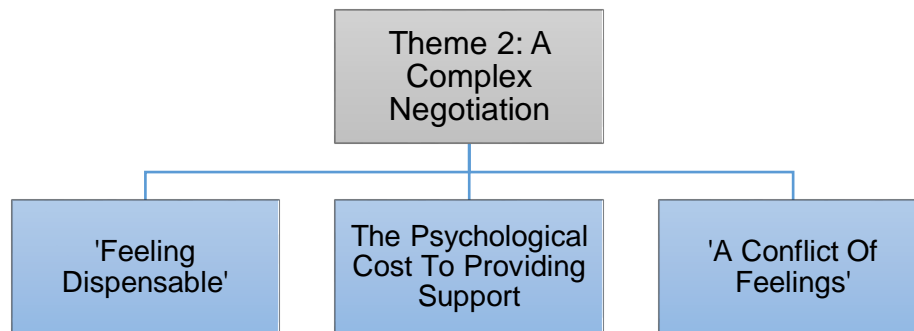 Theme 2: A
Complex
Negotiation
'Feeling
Dispensable'
The Psychological
Cost To Providing
Support
'A Conflict Of
Feelings'